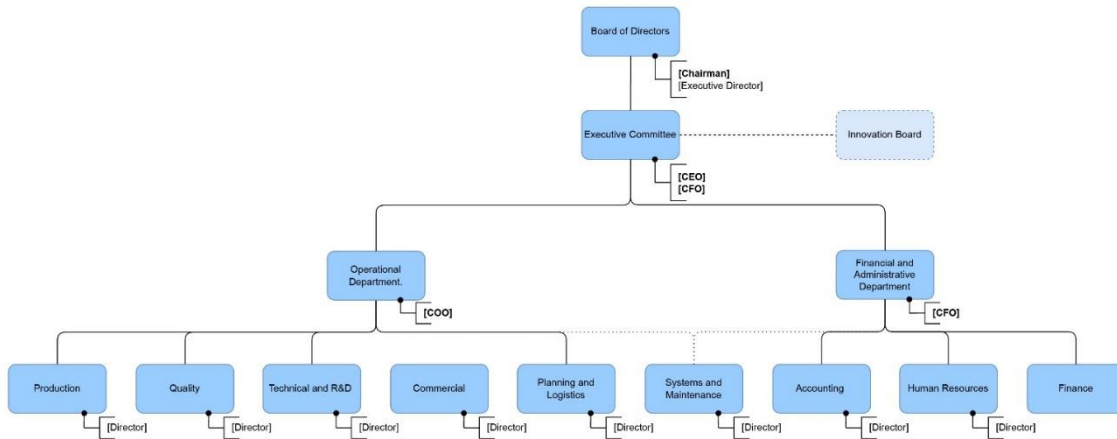 Board of Directors
[Chairman]
[Executive Director]
Executive Committee
Innovation Board
[CEO]
[CFO]
Operational
Department.
[COO]
Financial and
Administrative
Department
[CFO]
Production
[Director]
Quality
[Director]
Technical and R&D
[Director]
Commercial
[Director]
Planning and
Logistics
[Director]
Systems and
Maintenance
[Director]
Accounting
[Director]
Human Resources
[Director]
Finance